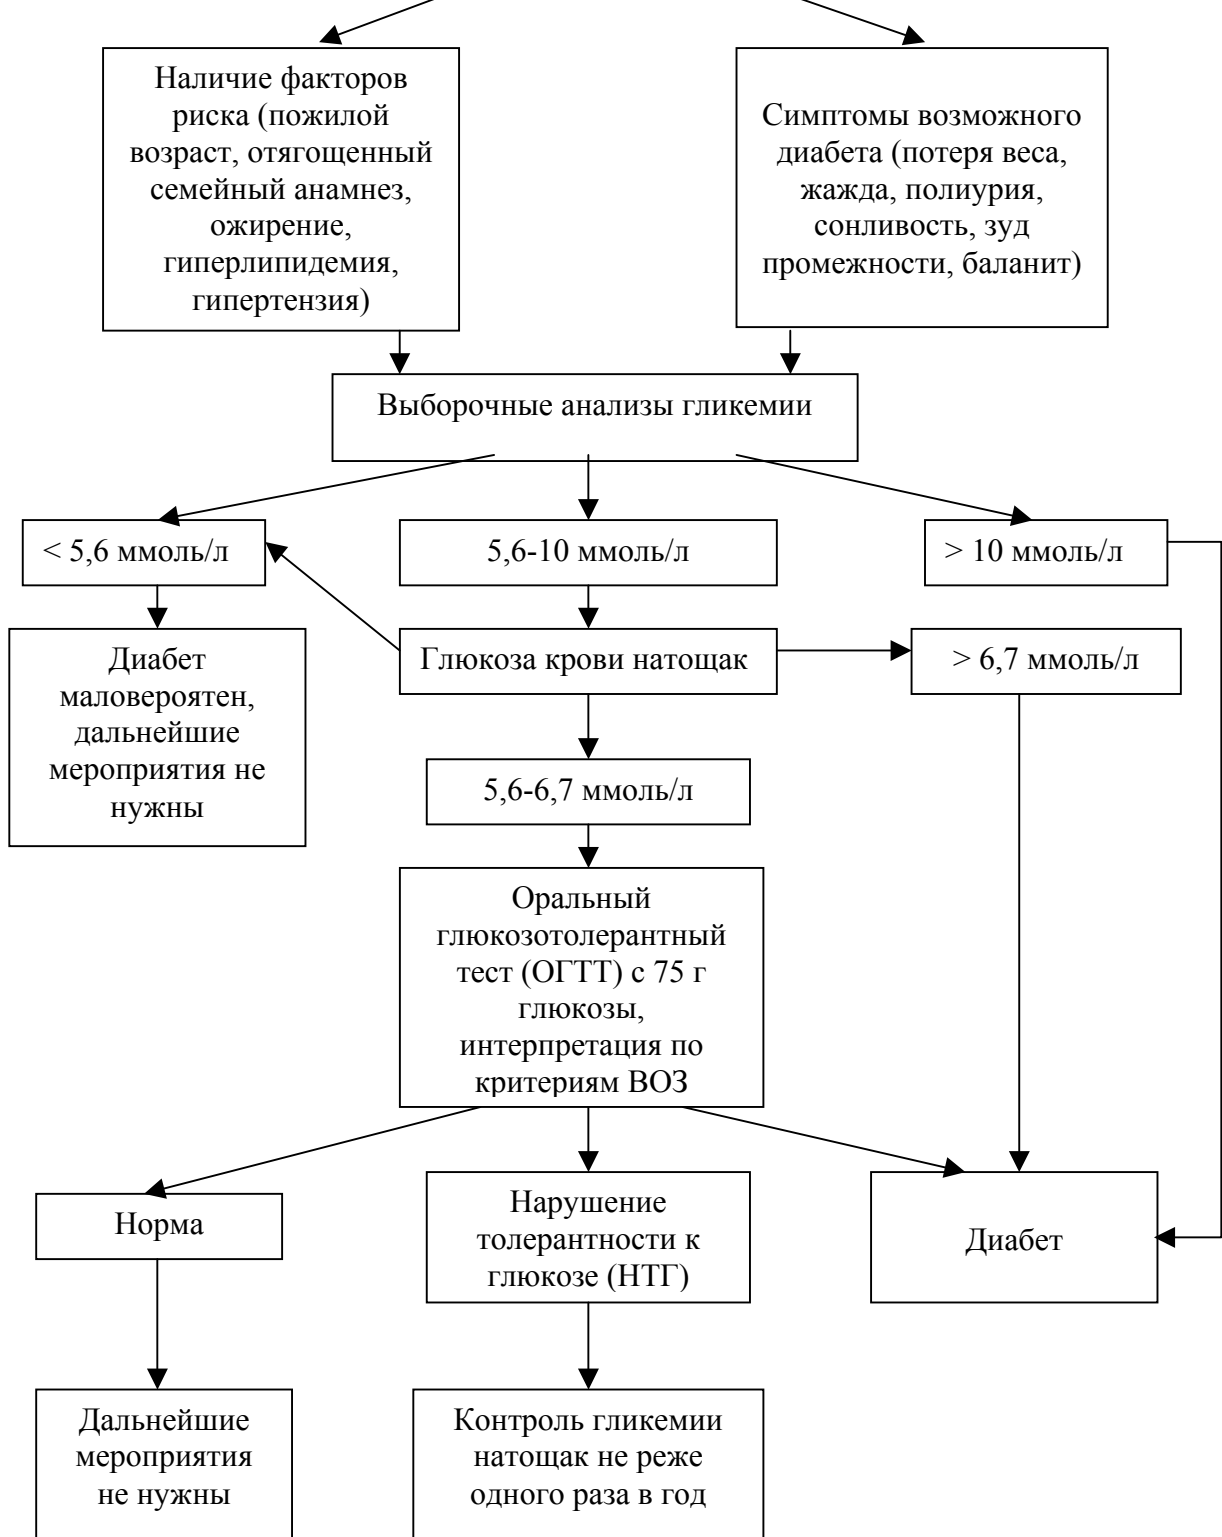 Наличие факторов
риска (пожилой
возраст, отягощенный
семейный анамнез,
ожирение,
гиперлипидемия,
гипертензия)
Симптомы возможного
диабета (потеря веса,
жажда, полиурия,
сонливость, зуд
промежности, баланит)
Выборочные анализы гликемии
< 5,6 ммоль/л
5,6-10 ммоль/л
> 10 ммоль/л
Диабет
маловероятен,
дальнейшие
мероприятия не
нужны
Глюкоза крови натощак
> 6,7 ммоль/л
5,6-6,7 ммоль/л
Оральный
глюкозотолерантный
тест (ОГТТ) с 75 г
глюкозы,
интерпретация по
критериям ВОЗ
Норма
Нарушение
толерантности к
глюкозе (НТГ)
Диабет
Дальнейшие
мероприятия
не нужны
Контроль гликемии
натощак не реже
одного раза в год